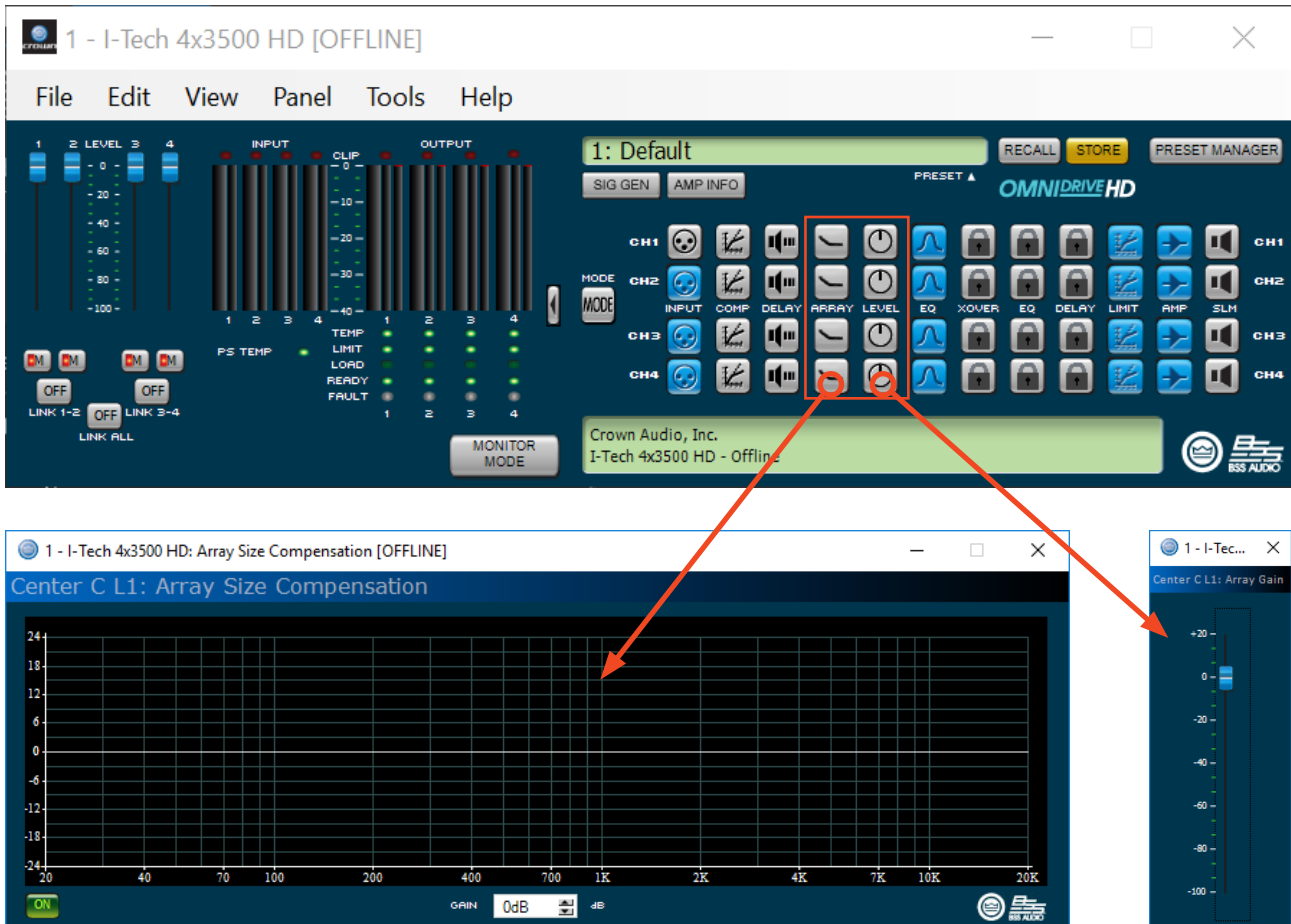 crown 1 - I-Tech 4x3500 HD [OFFLINE]
File Edit View Panel Tools Help
1 2 LEVEL 3 4
- 0 -
- 20 -
- 40 -
- 60 -
- 80 -
- 100 -
M M M M
OFF OFF
LINK 1-2 OFF LINK 3-4
LINK ALL
INPUT CLIP OUTPUT
- 0 -
-10-
-20-
-30-
-40-
1 2 3 4 1 2 3 4
PS TEMP
TEMP
LIMIT
LOAD
READY
FAULT
1 2 3 4
MONITOR
MODE
1: Default RECALL STORE PRESET MANAGER
SIG GEN AMP INFO PRESET ▲ OMNIDRIVEHD
CH1 CH1
MODE CH2 CH2
MODE INPUT COMP DELAY ARRAY LEVEL EQ XOVER EQ DELAY LIMIT AMP SLM
CH3 CH3
CH4 CH4
Crown Audio, Inc.
I-Tech 4x3500 HD - Offline
BSS AUDIO
1 - I-Tech 4x3500 HD: Array Size Compensation [OFFLINE]
Center C L1: Array Size Compensation
24
18
12
6
0
-6
-12
-18
-24
20 40 70 100 200 400 700 1K 2K 4K 7K 10K 20K
ON GAIN 0dB dB BSS AUDIO
1 - I-Tec...
Center C L1: Array Gain
+20
0
-20
-40
-60
-80
-100